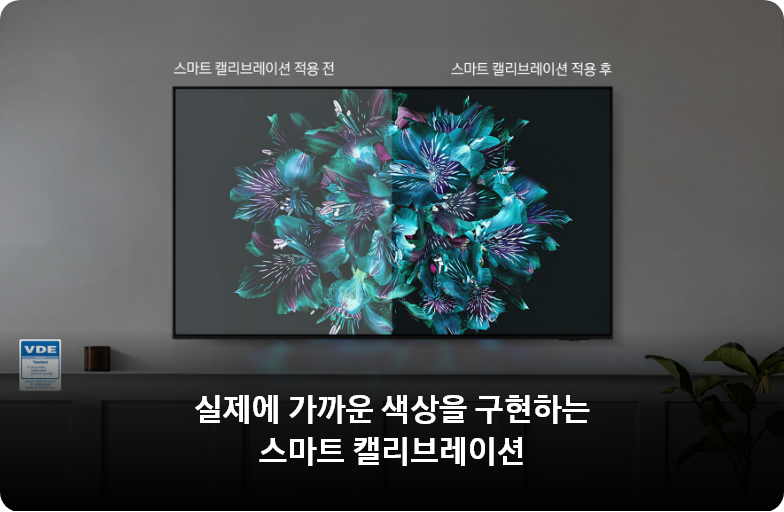 스마트 캘리브레이션 적용 전
스마트 캘리브레이션 적용 후
VDE
실제에 가까운 색상을 구현하는
스마트 캘리브레이션